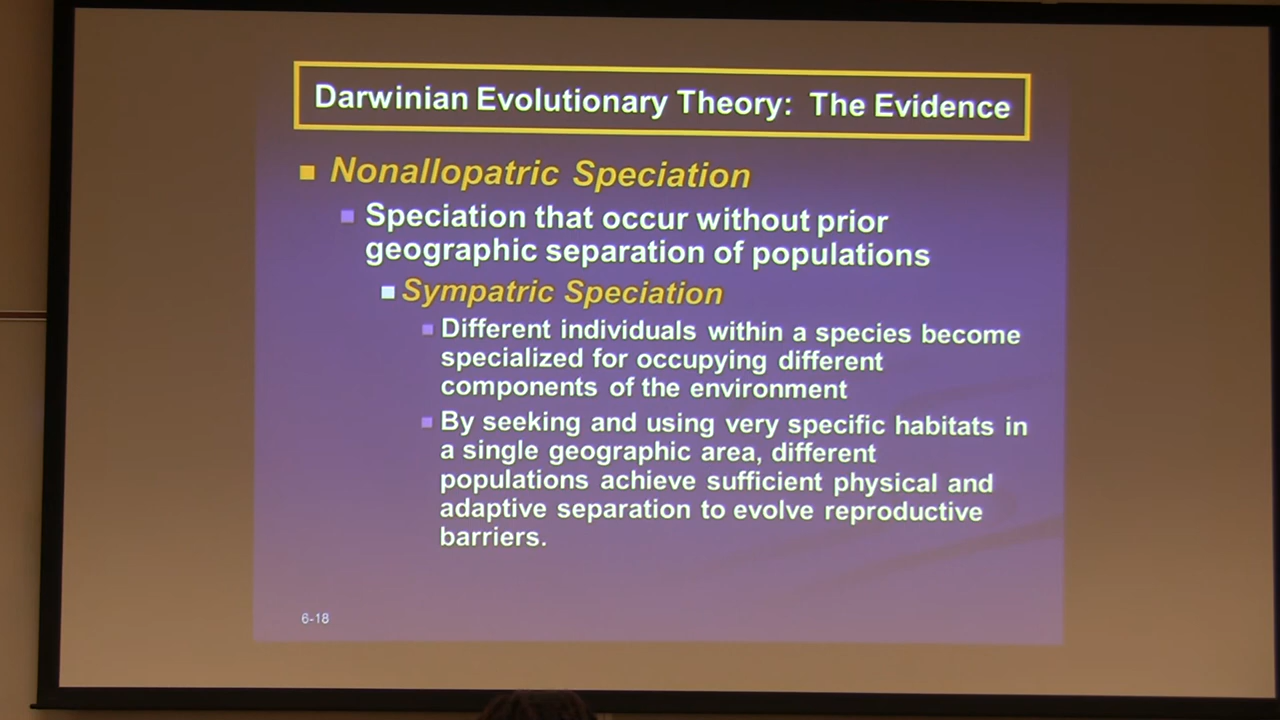 Darwinian Evolutionary Theory: The Evidence
Nonallopatric Speciation
Speciation that occur without prior
geographic separation of populations
Sympatric Speciation
Different individuals within a species become
specialized for occupying different
components of the environment
By seeking and using very specific habitats in
a single geographic area, different
populations achieve sufficient physical and
adaptive separation to evolve reproductive
barriers.
6-18